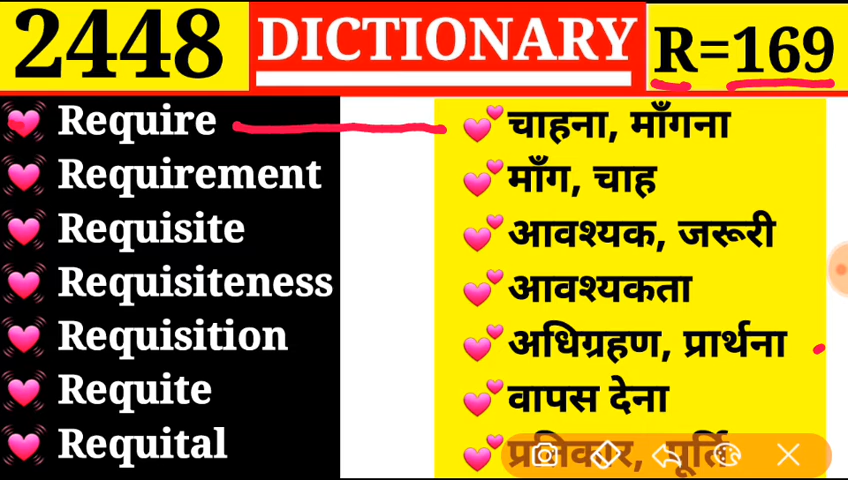 2448 DICTIONARY R=169
Require चाहना, माँगना
Requirement माँग, चाह
Requisite आवश्यक, जरूरी
Requisiteness आवश्यकता
Requisition अधिग्रहण, प्रार्थना
Requite वापस देना
Requital